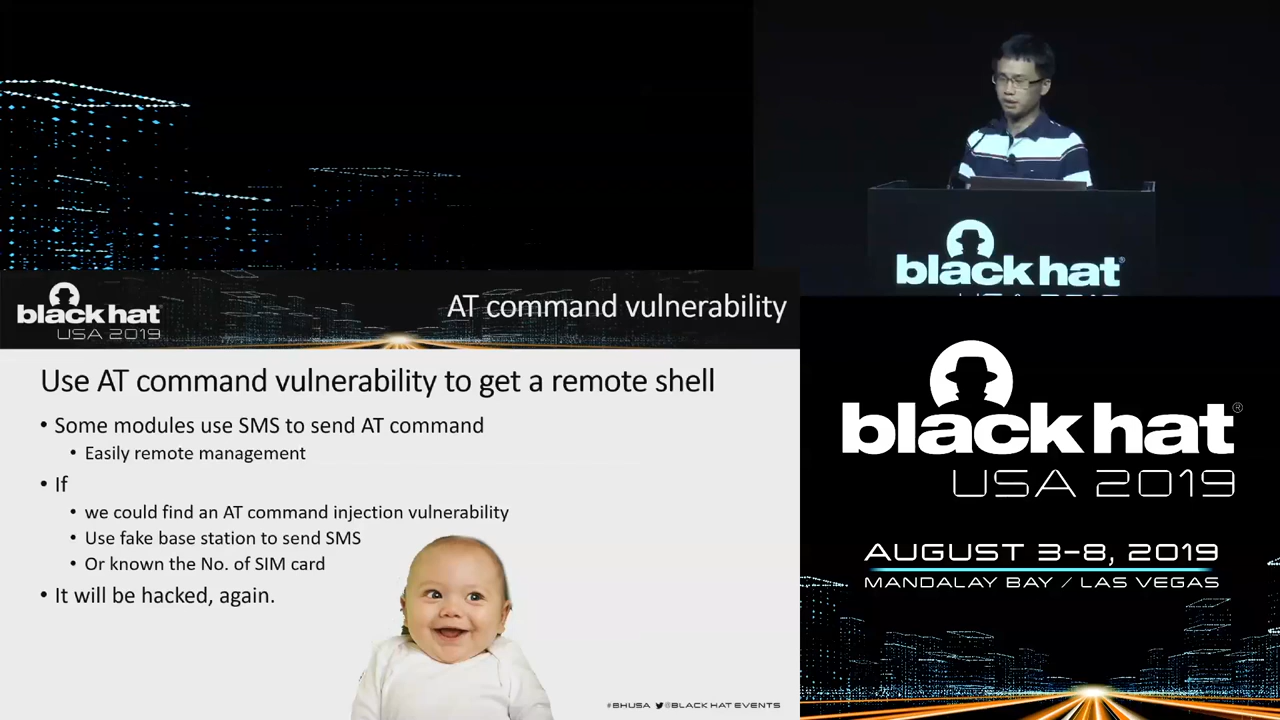 black hat®
black hat
USA 2019
AT command vulnerability
Use AT command vulnerability to get a remote shell
• Some modules use SMS to send AT command
• Easily remote management
• If
• we could find an AT command injection vulnerability
• Use fake base station to send SMS
• Or known the No. of SIM card
• It will be hacked, again.
#BHUSA @BLACK HAT EVENTS
black hat®
USA 2019
AUGUST 3-8, 2019
MANDALAY BAY / LAS VEGAS